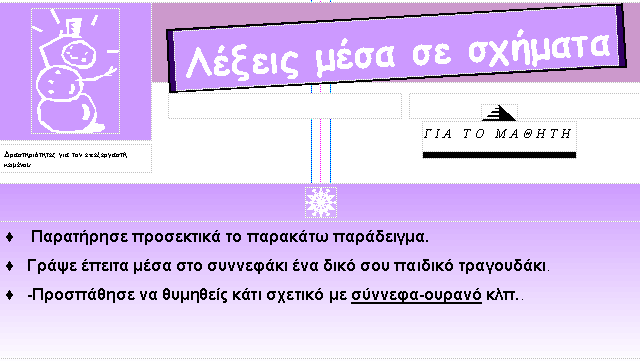 Λέξεις μέσα σε σχήματα
ΓΙΑ ΤΟ ΜΑΘΗΤΗ
Δραστηριότητες για τον επεξεργαστή
κειμένου
♦ Παρατήρησε προσεκτικά το παρακάτω παράδειγμα.
♦ Γράψε έπειτα μέσα στο συννεφάκι ένα δικό σου παιδικό τραγουδάκι.
♦ -Προσπάθησε να θυμηθείς κάτι σχετικό με σύννεφα-ουρανό κλπ..